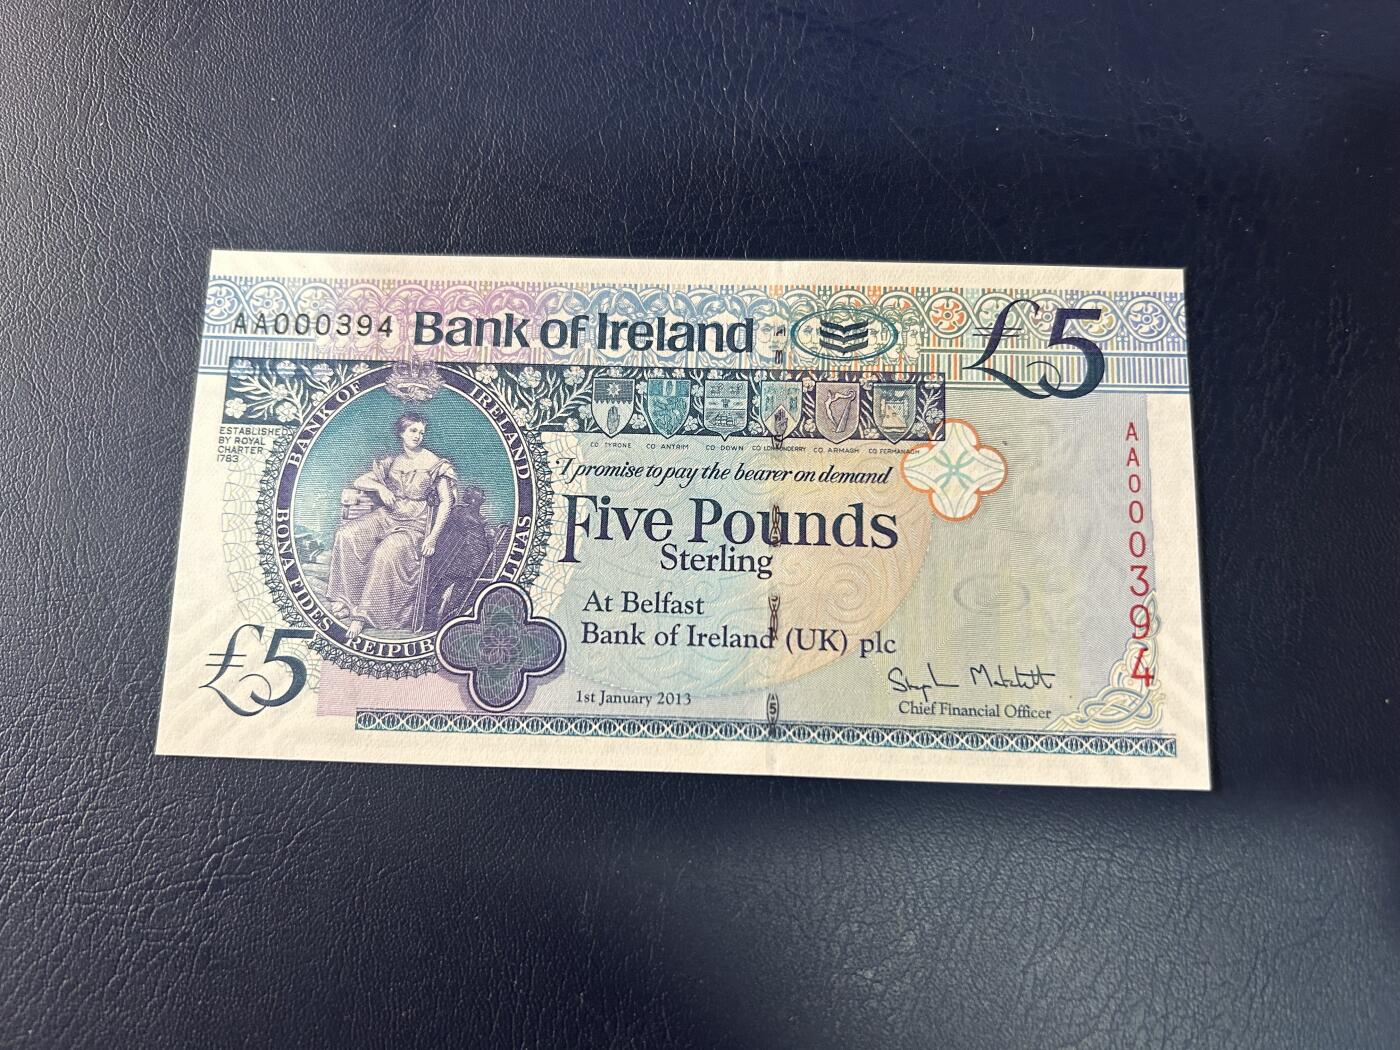 AA000394 Bank of Ireland £5
BANK OF IRELAND
BONA FIDES REIPUB LITAS
ESTABLISHED
BY ROYAL
CHARTER
1783
CO TYRONE CO ANTRIM CO DOWN CO LONDONDERRY CO ARMAGH CO FERMANAGH
I promise to pay the bearer on demand
Five Pounds
Sterling
At Belfast
Bank of Ireland (UK) plc
1st January 2013
Chief Financial Officer
£5
AA000394